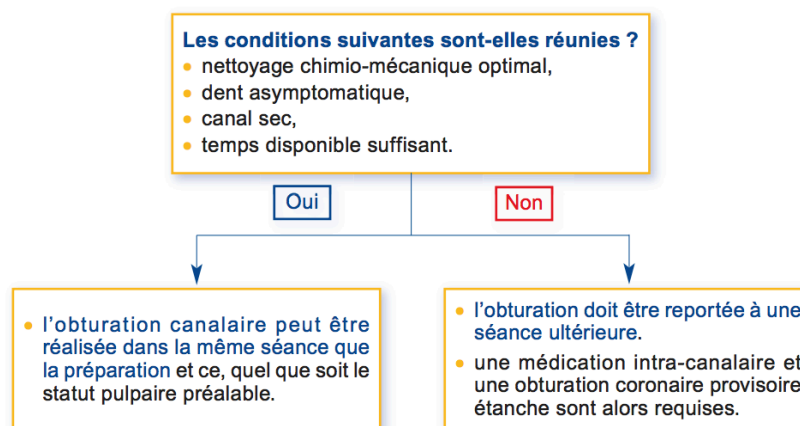 Les conditions suivantes sont-elles réunies ?
• nettoyage chimio-mécanique optimal,
• dent asymptomatique,
• canal sec,
• temps disponible suffisant.
Oui
Non
• l'obturation canalaire peut être
réalisée dans la même séance que
la préparation et ce, quel que soit le
statut pulpaire préalable.
• l'obturation doit être reportée à une
séance ultérieure.
• une médication intra-canalaire et
une obturation coronaire provisoire
étanche sont alors requises.